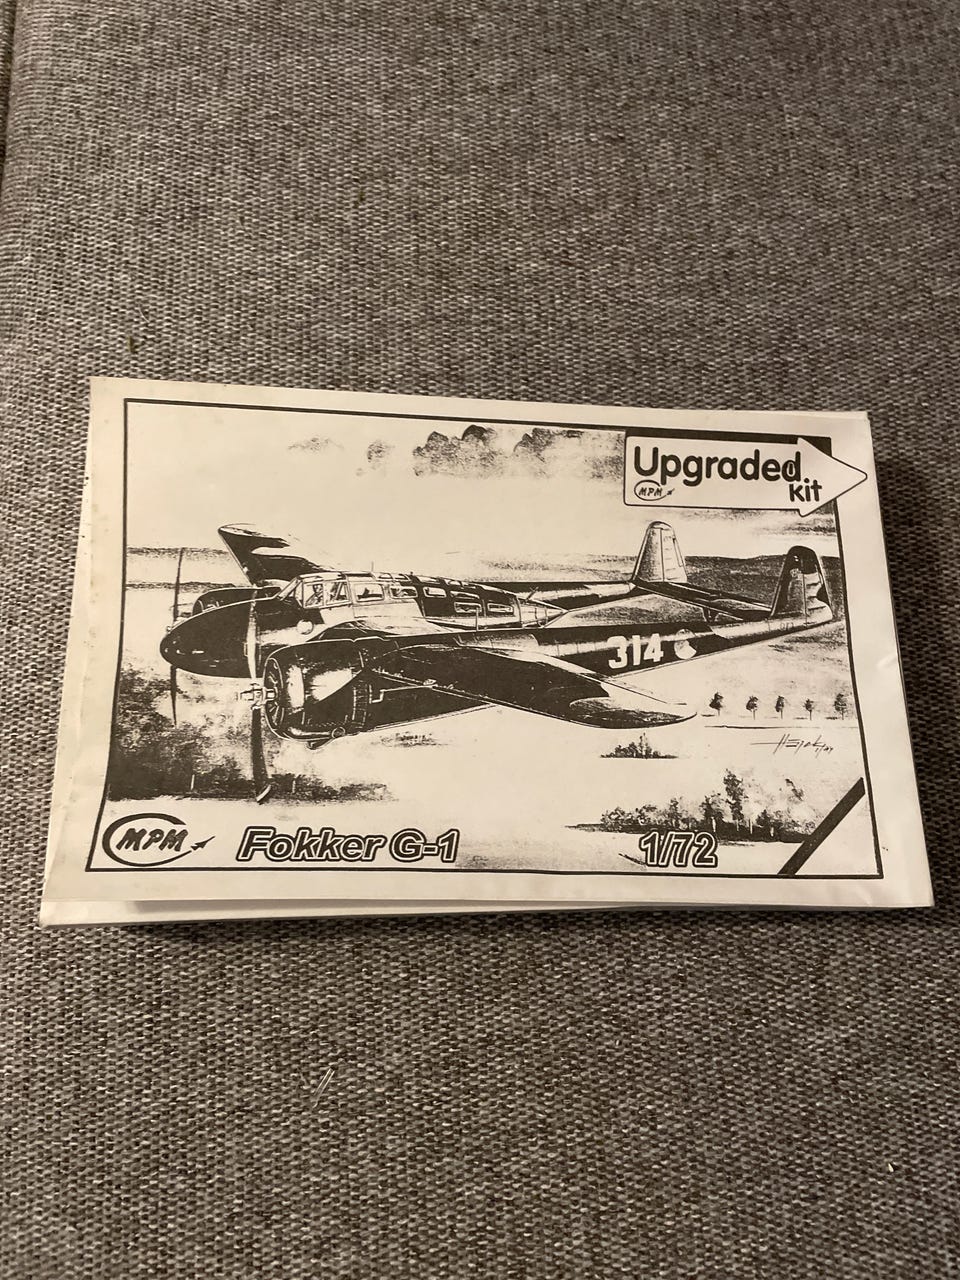 Upgraded
kit
MPM
314
MPM
Fokker G-1
1/72